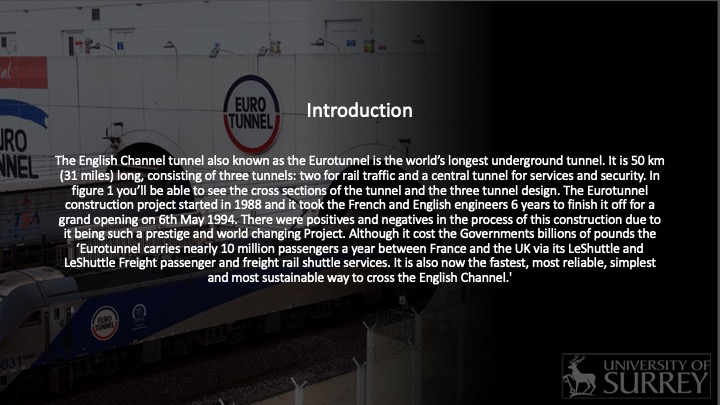 al
EURO
TUNNEL
URO
NNEL
Introduction
The English Channel tunnel also known as the Eurotunnel is the world’s longest underground tunnel. It is 50 km
(31 miles) long, consisting of three tunnels: two for rail traffic and a central tunnel for services and security. In
figure 1 you’ll be able to see the cross sections of the tunnel and the three tunnel design. The Eurotunnel
construction project started in 1988 and it took the French and English engineers 6 years to finish it off for a
grand opening on 6th May 1994. There were positives and negatives in the process of this construction due to
it being such a prestige and world changing Project. Although it cost the Governments billions of pounds the
‘Eurotunnel carries nearly 10 million passengers a year between France and the UK via its LeShuttle and
LeShuttle Freight passenger and freight rail shuttle services. It is also now the fastest, most reliable, simplest
and most sustainable way to cross the English Channel.'
EURO
TUNNEL
9831
UNIVERSITY OF
SURREY